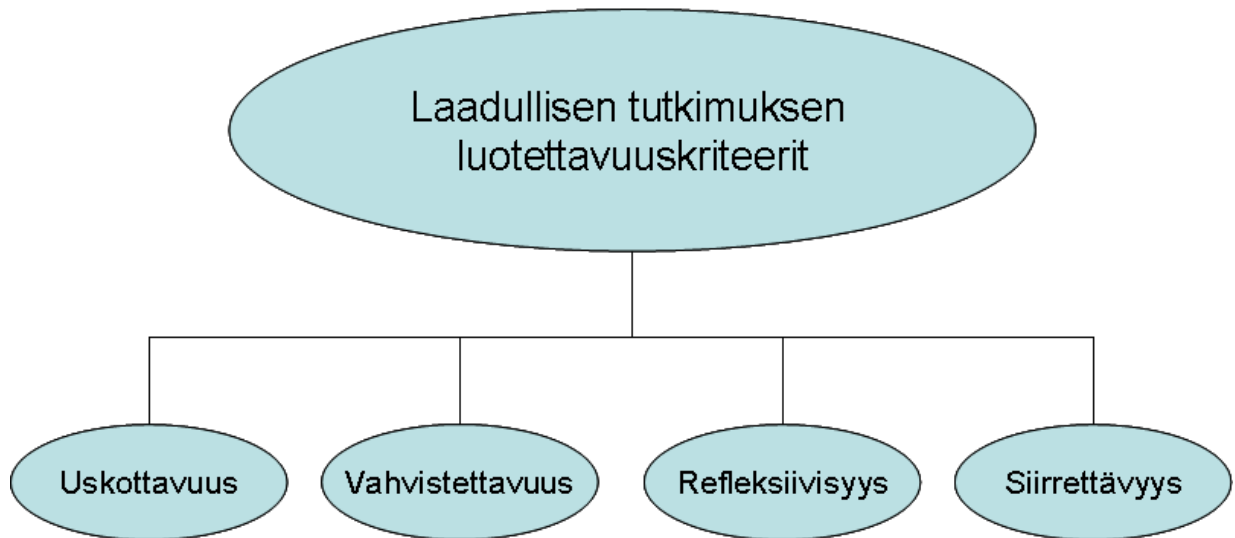 Laadullisen tutkimuksen
luotettavuuskriteerit
Uskottavuus
Vahvistettavuus
Refleksiivisyys
Siirrettävyys